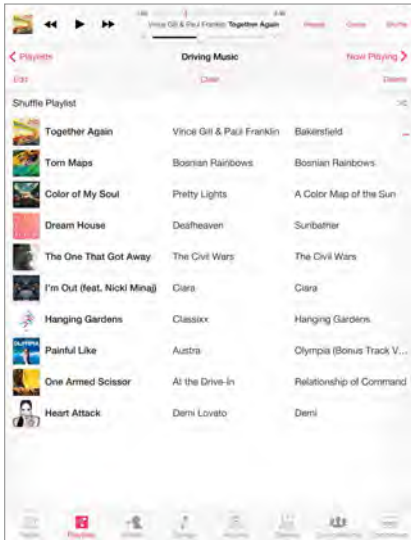 Vince Gill & Paul Franklin Together Again
Repeat Create Shuffle
Playlists Driving Music Now Playing
Edit Clear Delete
Shuffle Playlist
Together Again Vince Gill & Paul Franklin Bakersfield
Torn Maps Bosnian Rainbows Bosnian Rainbows
Color of My Soul Pretty Lights A Color Map of the Sun
Dream House Deafheaven Sunbather
The One That Got Away The Civil Wars The Civil Wars
I'm Out (feat. Nicki Minaj) Ciara Ciara
Hanging Gardens Classixx Hanging Gardens
OLYMPIA
Painful Like Austra Olympia (Bonus Track V...
One Armed Scissor At the Drive-In Relationship of Command
Heart Attack Demi Lovato Demi
Playlists